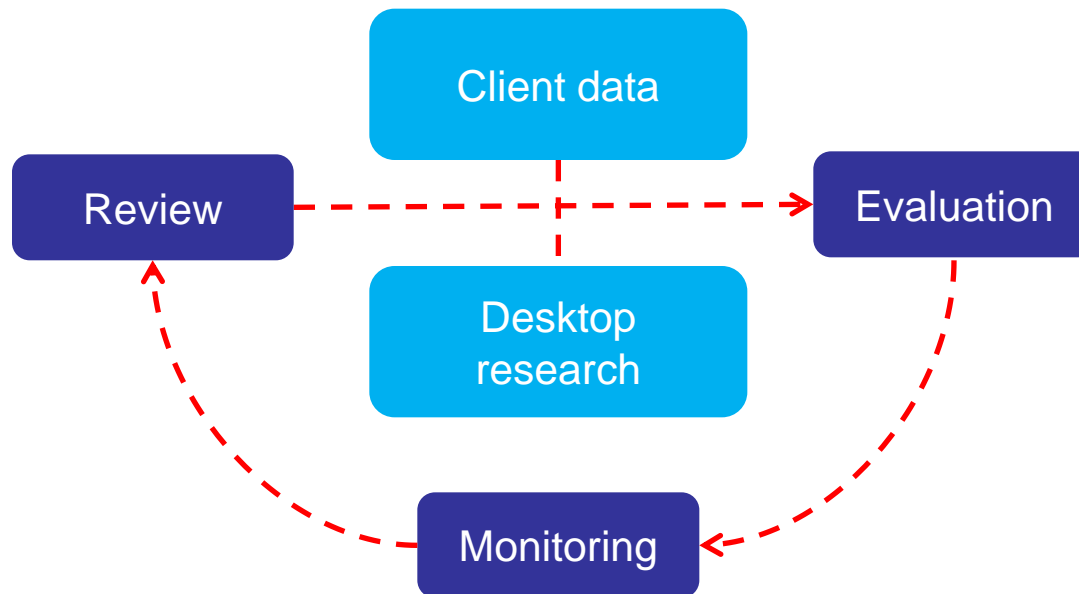 Client data
Review
Evaluation
Desktop
research
Monitoring